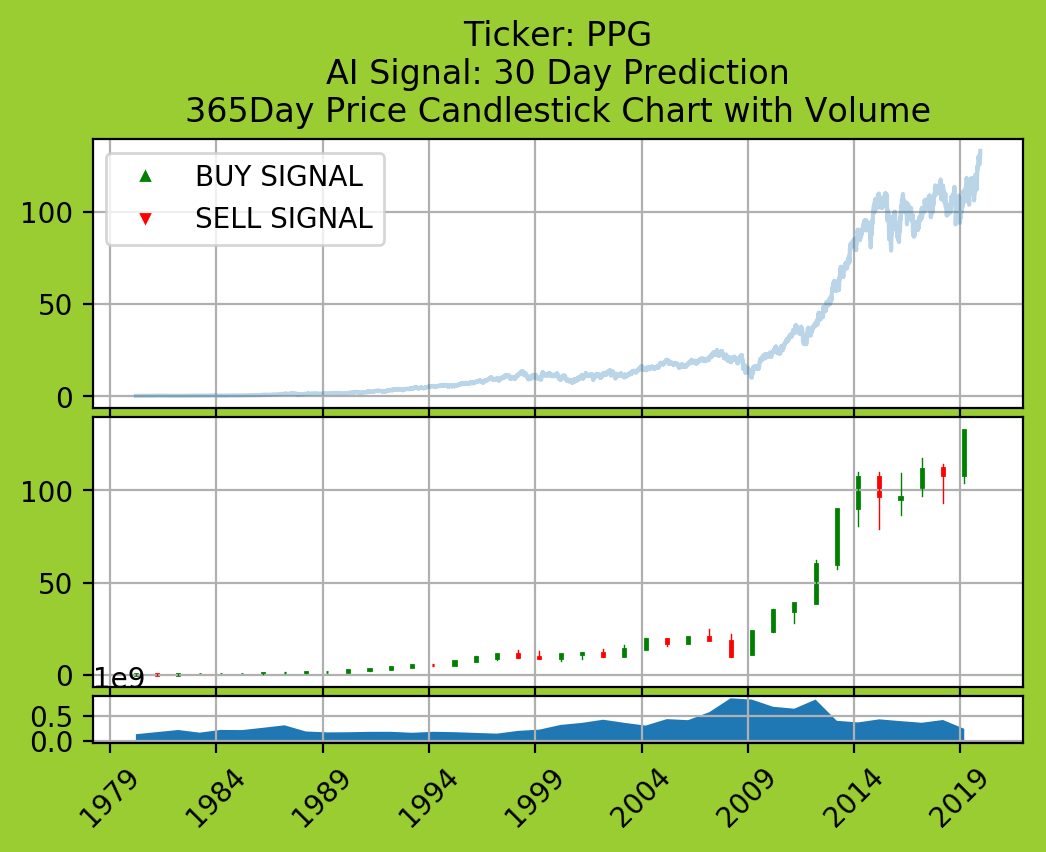 Ticker: PPG
AI Signal: 30 Day Prediction
365Day Price Candlestick Chart with Volume
BUY SIGNAL
SELL SIGNAL
100
50
0
100
50
0
1e9
0.5
0.0
1979 1984 1989 1994 1999 2004 2009 2014 2019